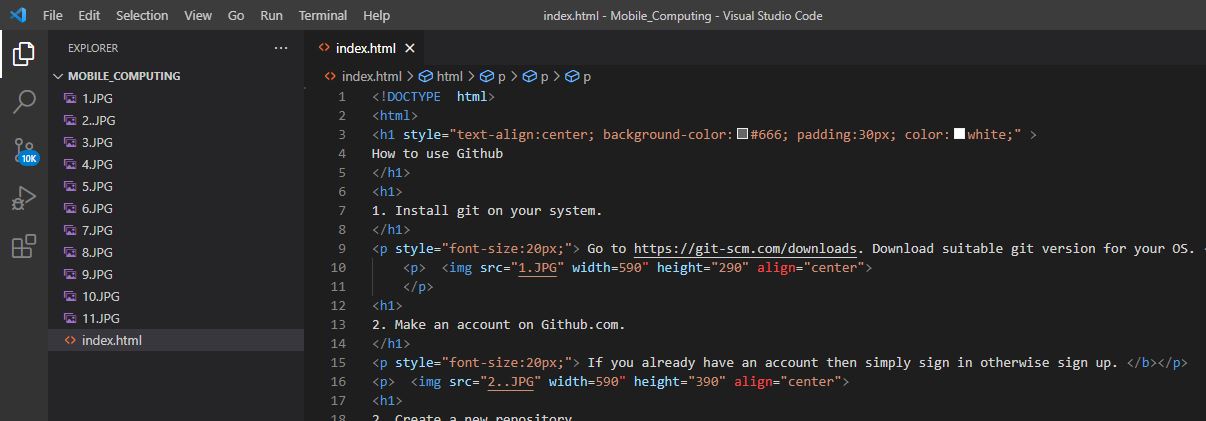 File Edit Selection View Go Run Terminal Help index.html - Mobile_Computing - Visual Studio Code
EXPLORER
MOBILE_COMPUTING
1.JPG
2..JPG
3.JPG
4.JPG
5.JPG
6.JPG
7.JPG
8.JPG
9.JPG
10.JPG
11.JPG
index.html
10K
index.html
index.html > html > p > p > p
1 <!DOCTYPE  html>
2 <html>
3 <h1 style="text-align:center; background-color:#666; padding:30px; color:white;" >
4 How to use Github
5 </h1>
6 <h1>
7 1. Install git on your system.
8 </h1>
9 <p style="font-size:20px;"> Go to https://git-scm.com/downloads. Download suitable git version for your OS. <
10     <p>  <img src="1.JPG" width=590" height="290" align="center">
11     </p>
12 <h1>
13 2. Make an account on Github.com.
14 </h1>
15 <p style="font-size:20px;"> If you already have an account then simply sign in otherwise sign up. </b></p>
16 <p>  <img src="2..JPG" width=590" height="390" align="center">
17 <h1>
18 2. Create a new repository